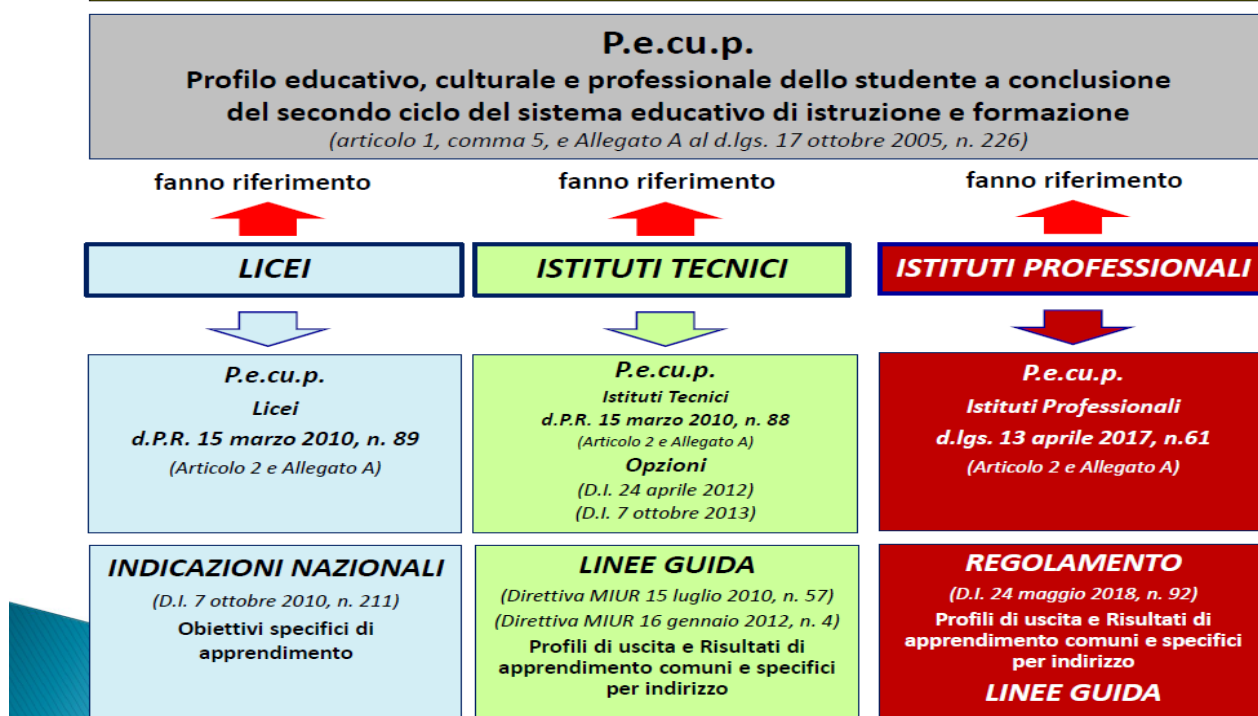 P.e.cu.p.
Profilo educativo, culturale e professionale dello studente a conclusione
del secondo ciclo del sistema educativo di istruzione e formazione
(articolo 1, comma 5, e Allegato A al d.lgs. 17 ottobre 2005, n. 226)
fanno riferimento
fanno riferimento
fanno riferimento
LICEI
ISTITUTI TECNICI
ISTITUTI PROFESSIONALI
P.e.cu.p.
Licei
d.P.R. 15 marzo 2010, n. 89
(Articolo 2 e Allegato A)
P.e.cu.p.
Istituti Tecnici
d.P.R. 15 marzo 2010, n. 88
(Articolo 2 e Allegato A)
Opzioni
(D.I. 24 aprile 2012)
(D.I. 7 ottobre 2013)
P.e.cu.p.
Istituti Professionali
d.lgs. 13 aprile 2017, n.61
(Articolo 2 e Allegato A)
INDICAZIONI NAZIONALI
(D.I. 7 ottobre 2010, n. 211)
Obiettivi specifici di
apprendimento
LINEE GUIDA
(Direttiva MIUR 15 luglio 2010, n. 57)
(Direttiva MIUR 16 gennaio 2012, n. 4)
Profili di uscita e Risultati di
apprendimento comuni e specifici
per indirizzo
REGOLAMENTO
(D.I. 24 maggio 2018, n. 92)
Profili di uscita e Risultati di
apprendimento comuni e specifici
per indirizzo
LINEE GUIDA